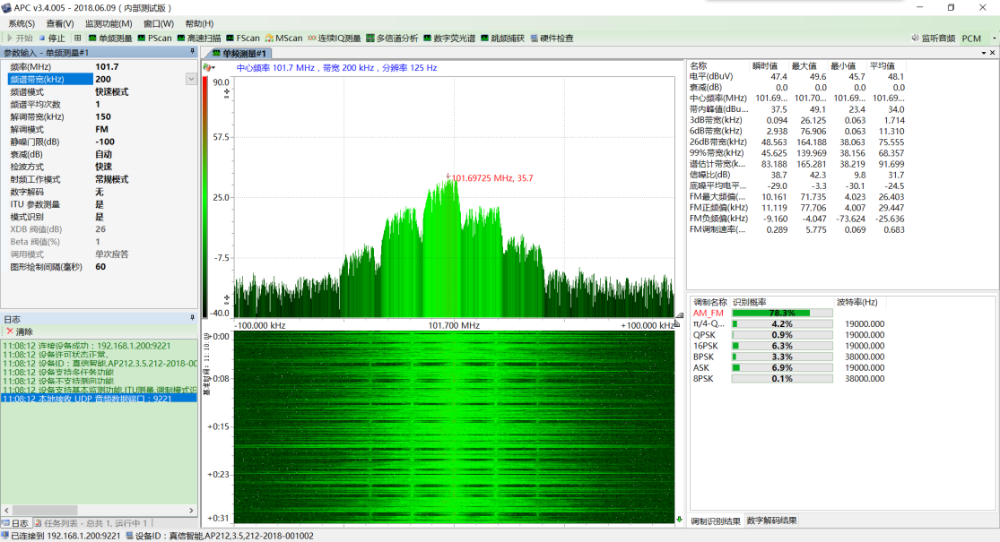 APC v3.4.005 - 2018.06.09（内部测试版）
系统(S) 查看(V) 监测功能(M) 窗口(W) 帮助(H)
开始 停止 单频测量 PScan 高速扫描 FScan MScan 连续IQ测量 多信道分析 数字荧光谱 跳频捕获 硬件检查 监听音频 PCM
参数输入 - 单频测量#1
频率(MHz) 101.7
频谱带宽(kHz) 200
频谱模式 快速模式
频谱平均次数 1
解调带宽(kHz) 150
解调模式 FM
静噪门限(dB) -100
衰减(dB) 自动
检波方式 快速
射频工作模式 常规模式
数字解码 无
ITU 参数测量 是
模式识别 是
XDB 阀值(dB) 26
Beta 阀值(%) 1
调用模式 单次应答
图形绘制间隔(毫秒) 60
日志
清除
11:08:12 连接设备成功：192.168.1.200:9221
11:08:12 设备许可状态正常。
11:08:12 设备ID：真信智能,AP212,3.5,212-2018-00
11:08:12 设备支持多任务功能
11:08:12 设备不支持测向功能
11:08:12 设备支持基本监测功能,ITU测量,调制模式识
11:08:12 本地接收 UDP 音频数据端口：9221
日志 任务列表 - 总共 1, 运行中 1
单频测量#1
中心频率 101.7 MHz，带宽 200 kHz，分辨率 125 Hz
90.0
57.5
25.0
-7.5
-40.0
101.69725 MHz, 35.7
-100.000 kHz 101.700 MHz +100.000 kHz
基准时间：11:10:09
+0:00
+0:08
+0:15
+0:23
+0:31
名称 瞬时值 最大值 最小值 平均值
电平(dBuV) 47.4 49.6 45.7 48.1
衰减(dB) 0.0 0.0 0.0 0.0
中心频率(MHz) 101.69... 101.70... 101.69... 101.69...
带内峰值(dBu... 37.5 49.1 23.4 34.0
3dB带宽(kHz) 0.094 26.125 0.063 1.714
6dB带宽(kHz) 2.938 76.906 0.063 11.310
26dB带宽(kHz) 48.563 164.188 38.063 75.555
99%带宽(kHz) 45.625 139.969 38.156 68.357
谱估计带宽(k... 83.188 165.281 38.219 91.699
信噪比(dB) 38.7 42.3 9.8 31.7
底噪平均电平... -29.0 -3.3 -30.1 -24.5
FM最大频偏(... 10.161 71.735 4.023 26.403
FM正频偏(kHz) 11.119 77.706 4.007 29.447
FM负频偏(kHz) -9.160 -4.047 -73.624 -25.636
FM调制速率(... 0.289 5.775 0.069 0.683
调制名称 识别概率 波特率(Hz)
AM_FM 78.3%
π/4-Q... 4.2% 19000.000
QPSK 0.9% 19000.000
16PSK 6.3% 19000.000
BPSK 3.3% 38000.000
ASK 6.9% 19000.000
8PSK 0.1% 38000.000
调制识别结果 数字解码结果
已连接到 192.168.1.200:9221 设备ID：真信智能,AP212,3.5,212-2018-001002